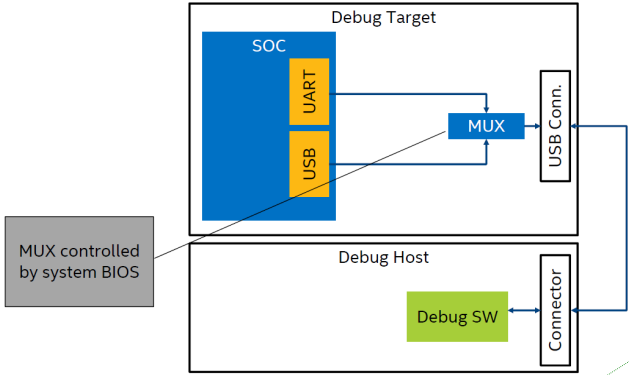 Debug Target
SOC
UART
USB
MUX
USB Conn.
MUX controlled
by system BIOS
Debug Host
Debug SW
Connector